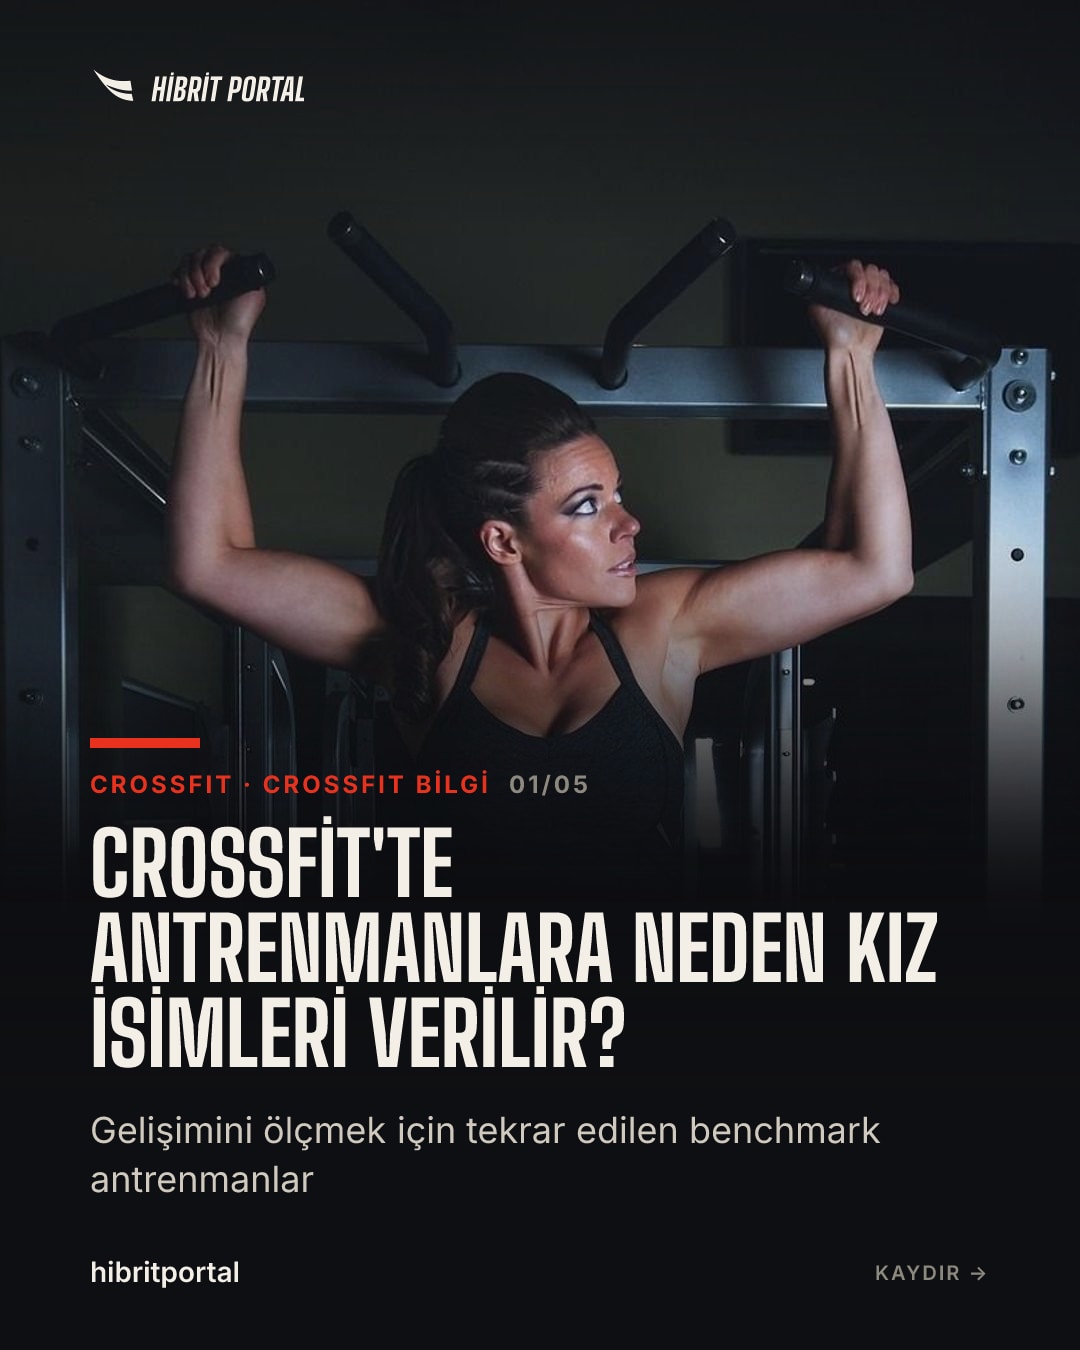 HİBRİT PORTAL
CROSSFIT · CROSSFIT BİLGİ 01/05
CROSSFİT'TE
ANTRENMANLARA NEDEN KIZ
İSİMLERİ VERİLİR?
Gelişimini ölçmek için tekrar edilen benchmark
antrenmanlar
hibritportal
KAYDIR →